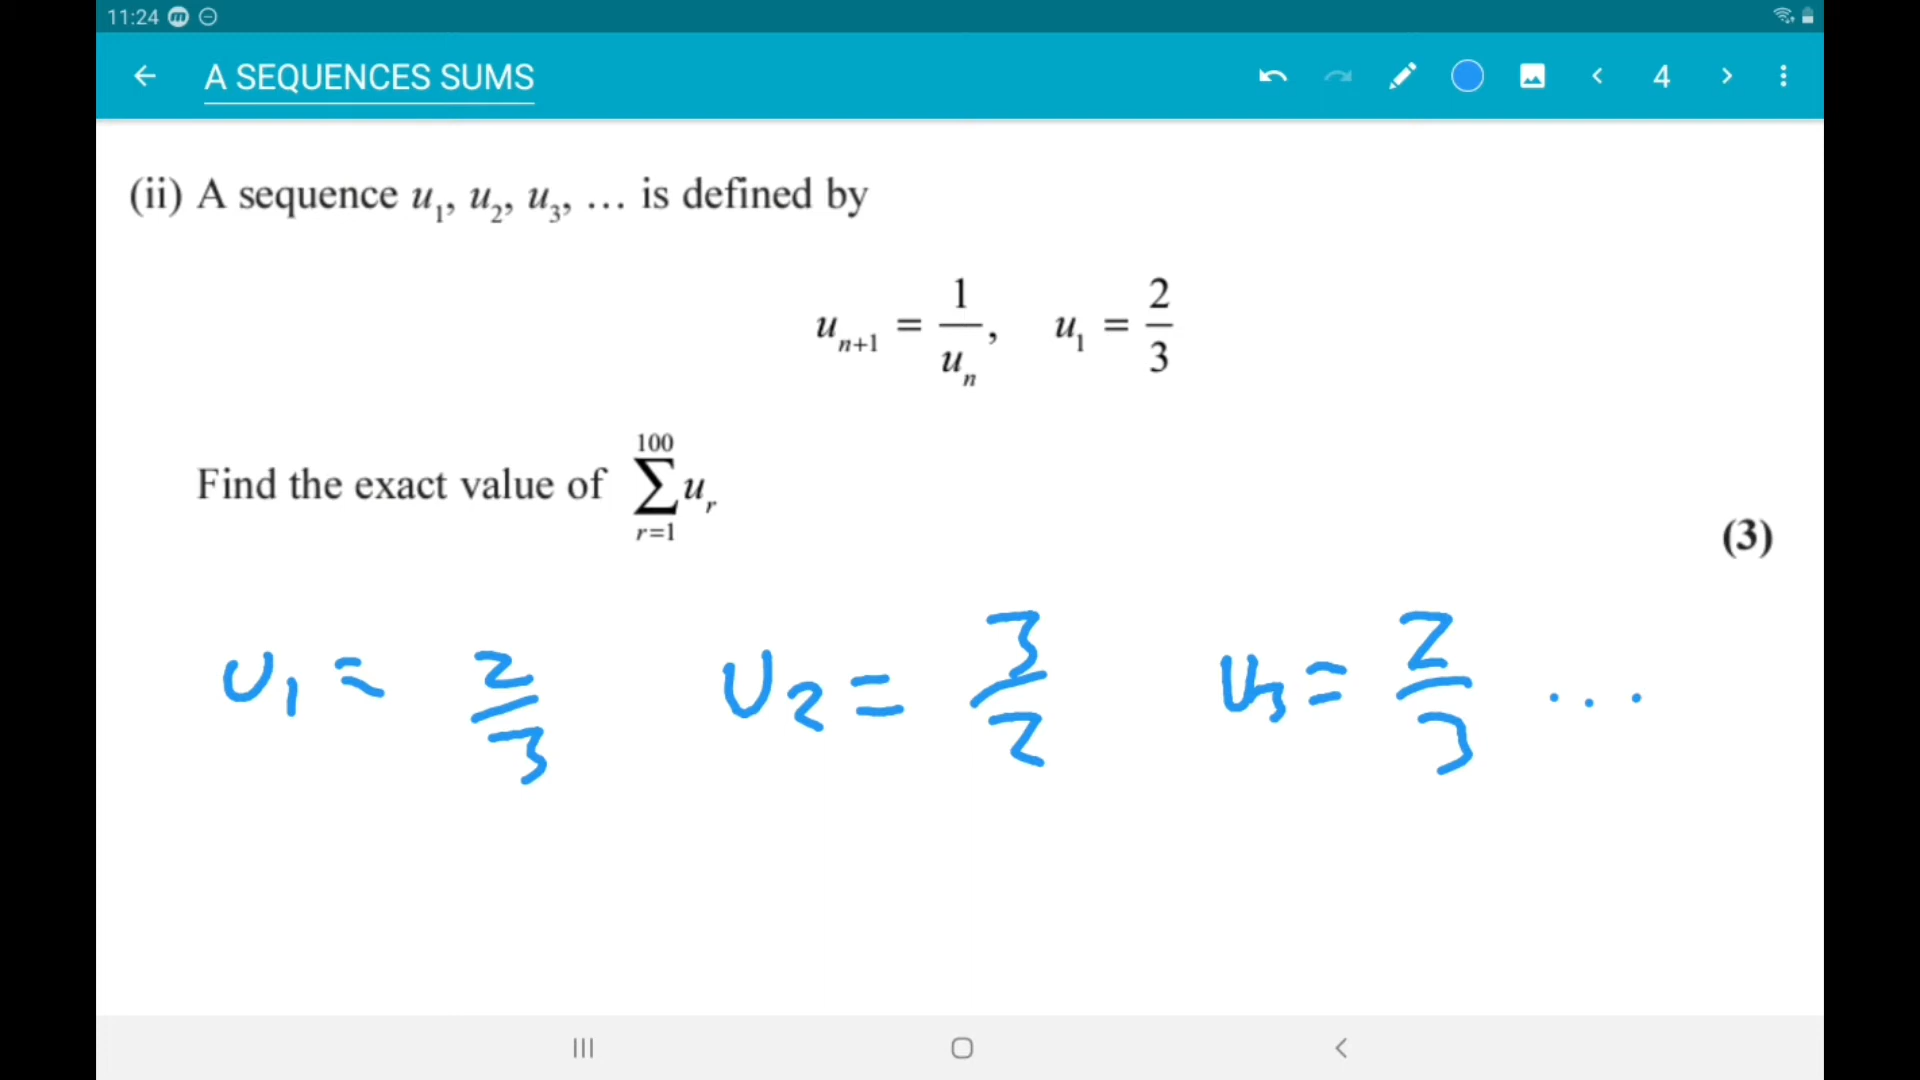 11:24
A SEQUENCES SUMS
4
(ii) A sequence u₁, u₂, u₃, … is defined by
uₙ₊₁ = 1/uₙ, u₁ = 2/3
Find the exact value of ∑_{r=1}^{100} uᵣ
(3)
U₁ = 2/3 U₂ = 3/2 U₃ = 2/3 ...